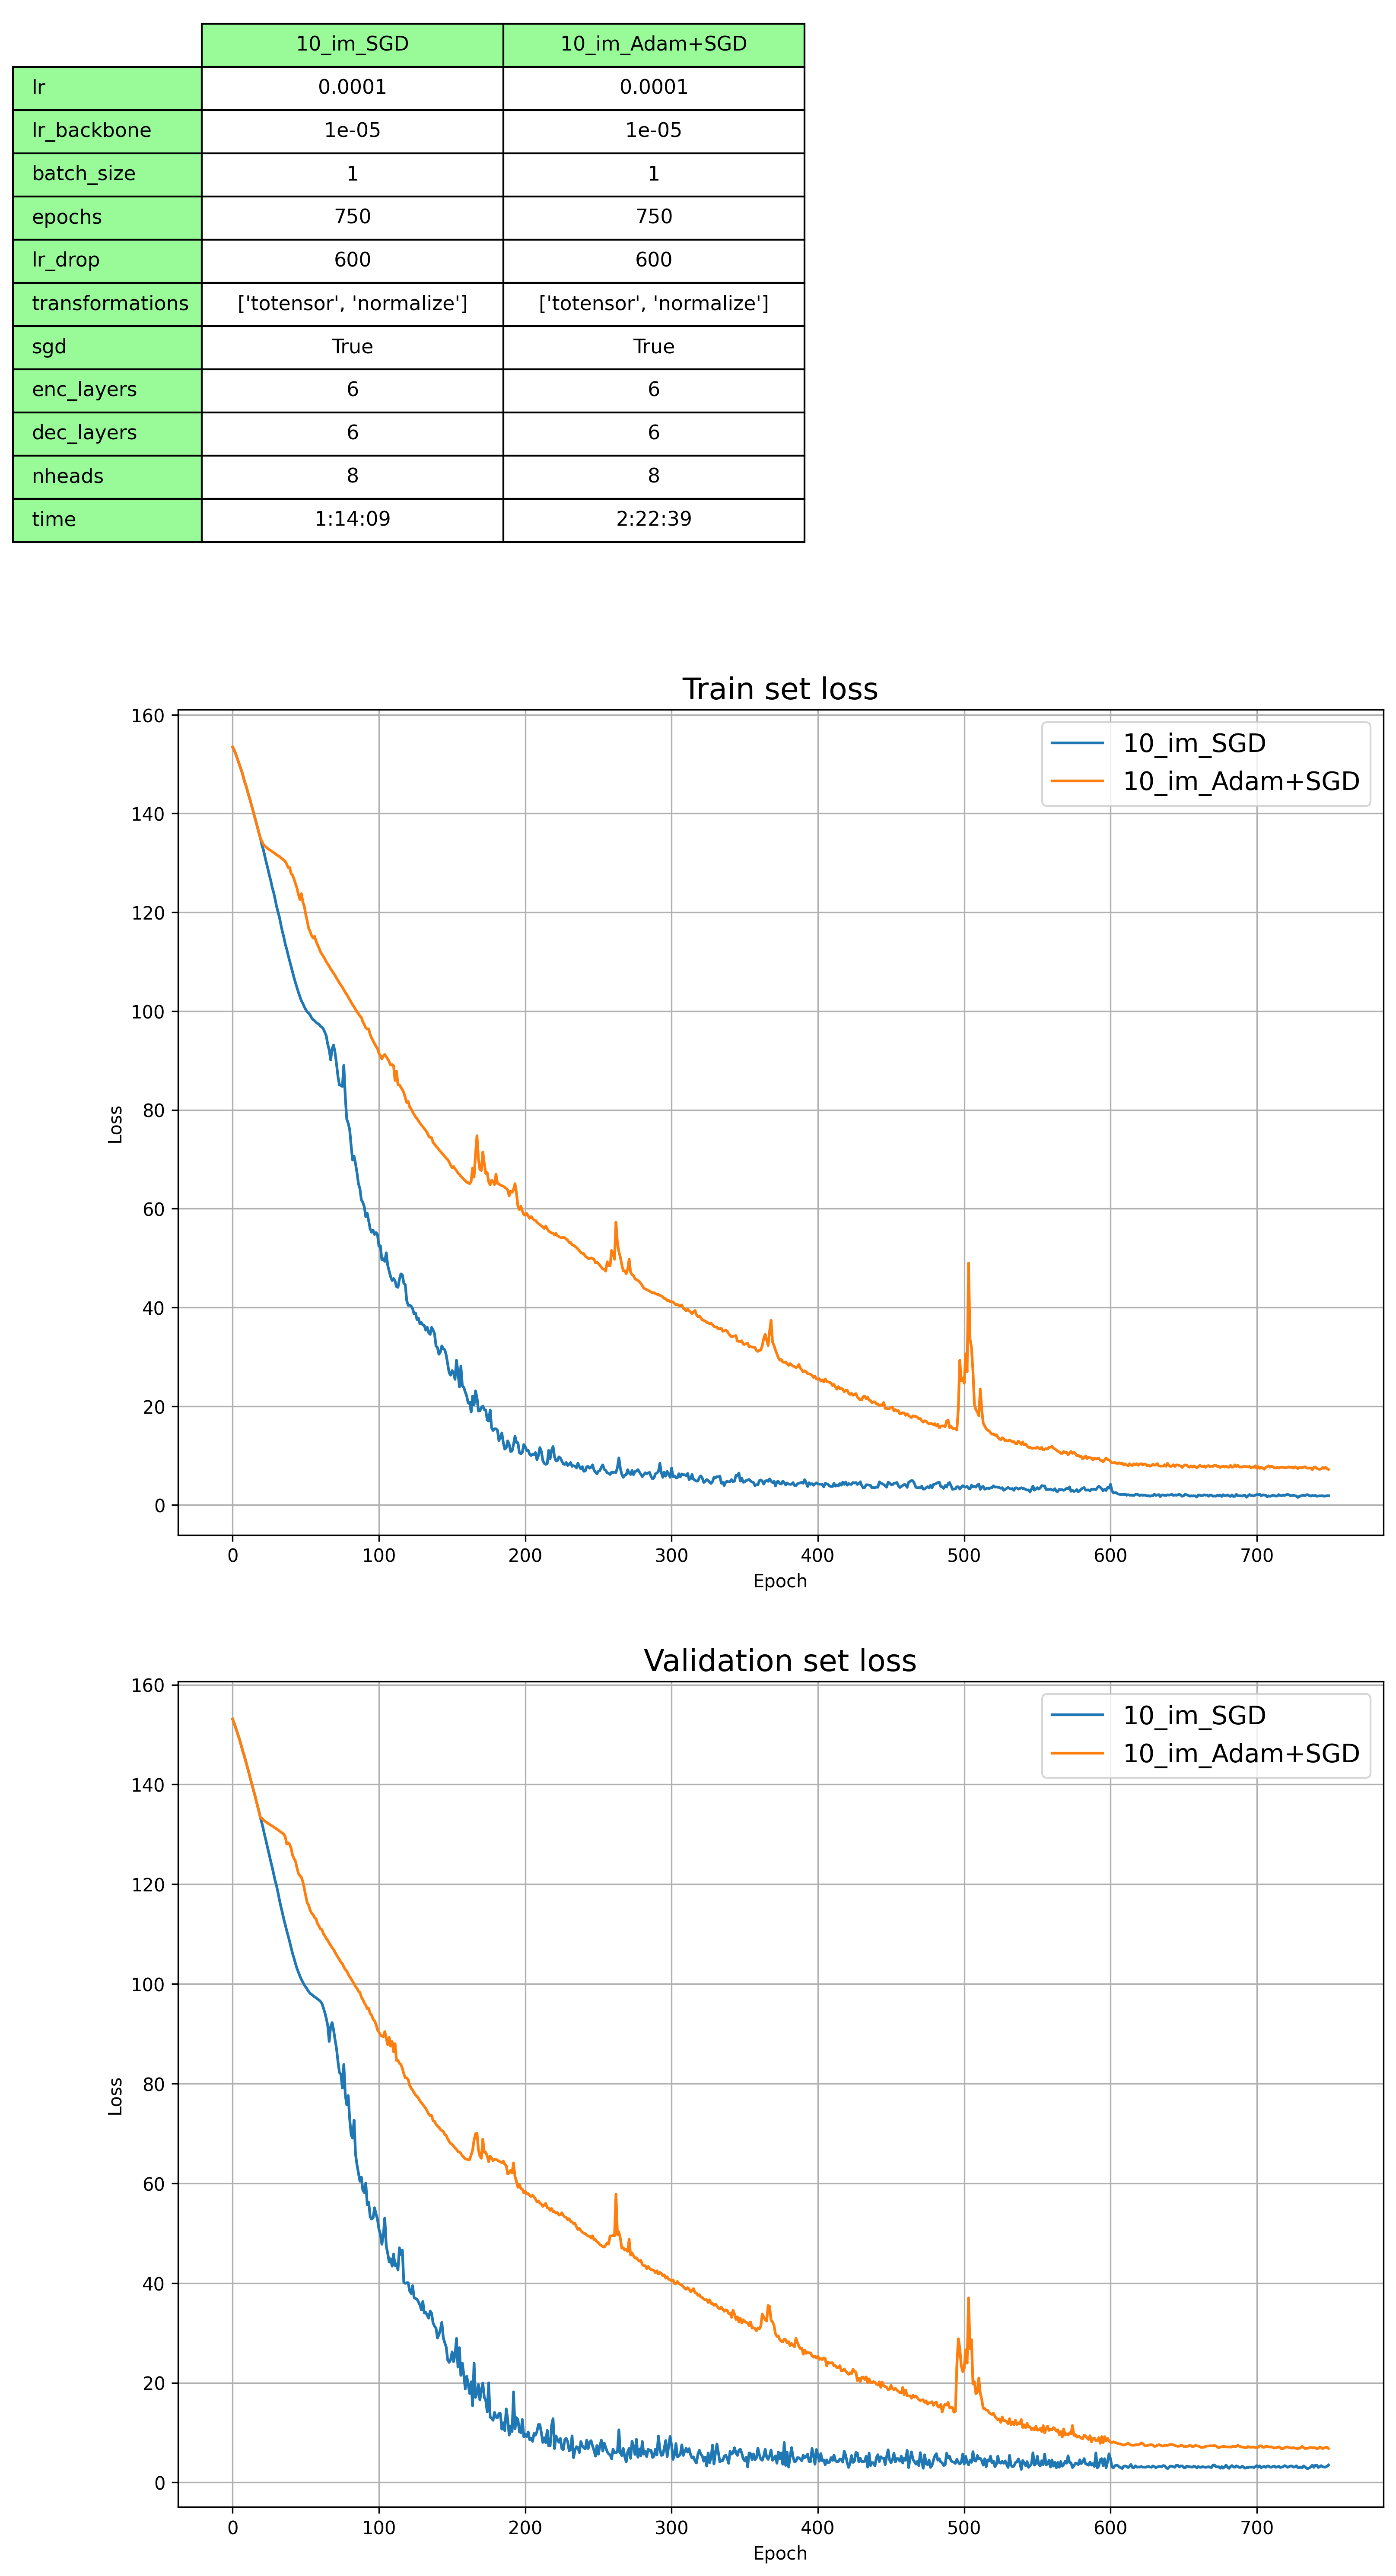 10_im_SGD 10_im_Adam+SGD
lr 0.0001 0.0001
lr_backbone 1e-05 1e-05
batch_size 1 1
epochs 750 750
lr_drop 600 600
transformations ['totensor', 'normalize'] ['totensor', 'normalize']
sgd True True
enc_layers 6 6
dec_layers 6 6
nheads 8 8
time 1:14:09 2:22:39
Train set loss
160
140
120
100
80
60
40
20
0
Loss
10_im_SGD
10_im_Adam+SGD
0 100 200 300 400 500 600 700
Epoch
Validation set loss
160
140
120
100
80
60
40
20
0
Loss
10_im_SGD
10_im_Adam+SGD
0 100 200 300 400 500 600 700
Epoch